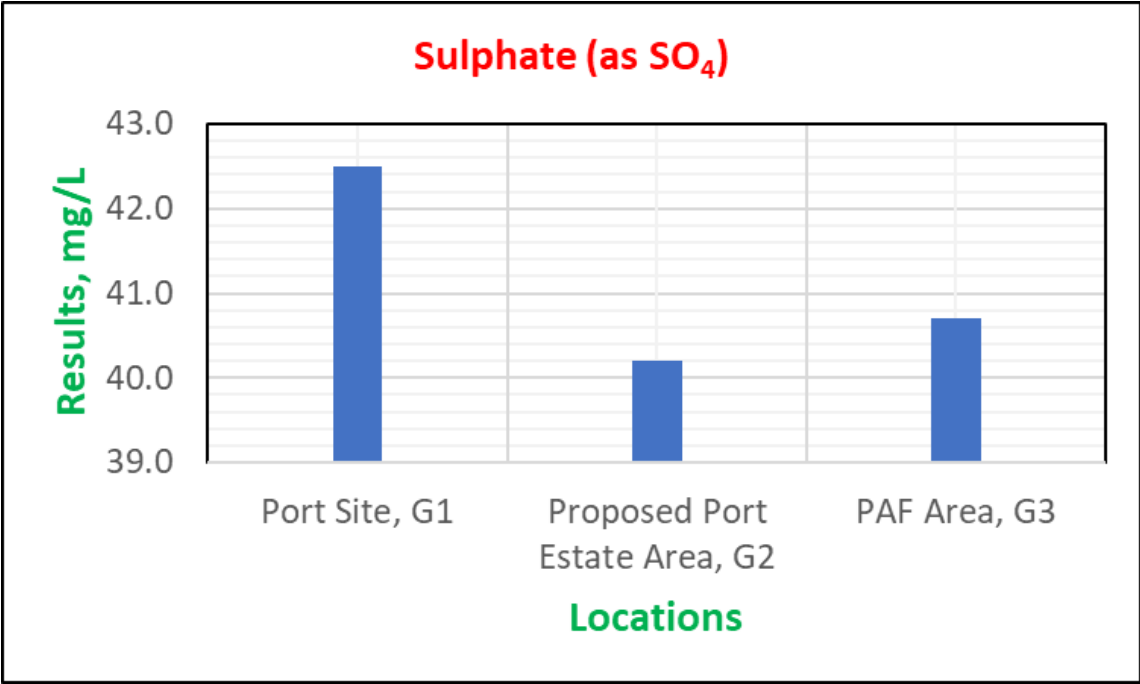 Sulphate (as SO₄)
Results, mg/L
43.0
42.0
41.0
40.0
39.0
Port Site, G1
Proposed Port
Estate Area, G2
PAF Area, G3
Locations